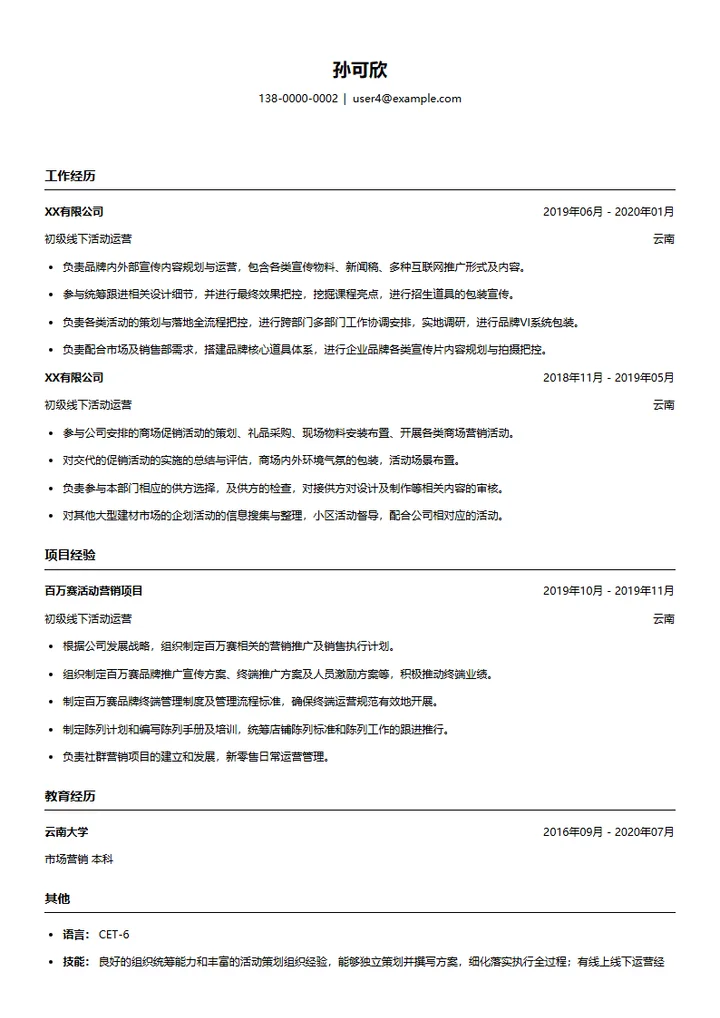 孙可欣
138-0000-0002 | user4@example.com
工作经历
XX有限公司 2019年06月 - 2020年01月
初级线下活动运营 云南
• 负责品牌内外部宣传内容规划与运营，包含各类宣传物料、新闻稿、多种互联网推广形式及内容。
• 参与统筹跟进相关设计细节，并进行最终效果把控，挖掘课程亮点，进行招生道具的包装宣传。
• 负责各类活动的策划与落地全流程把控，进行跨部门多部门工作协调安排，实地调研，进行品牌VI系统包装。
• 负责配合市场及销售部需求，搭建品牌核心道具体系，进行企业品牌各类宣传片内容规划与拍摄把控。
XX有限公司 2018年11月 - 2019年05月
初级线下活动运营 云南
• 参与公司安排的商场促销活动的策划、礼品采购、现场物料安装布置、开展各类商场营销活动。
• 对交代的促销活动的实施的总结与评估，商场内外环境气氛的包装，活动场景布置。
• 负责参与本部门相应的供方选择，及供方的检查，对接供方对设计及制作等相关内容的审核。
• 对其他大型建材市场的企划活动的信息搜集与整理，小区活动督导，配合公司相对应的活动。
项目经验
百万赛活动营销项目 2019年10月 - 2019年11月
初级线下活动运营 云南
• 根据公司发展战略，组织制定百万赛相关的营销推广及销售执行计划。
• 组织制定百万赛品牌推广宣传方案、终端推广方案及人员激励方案等，积极推动终端业绩。
• 制定百万赛品牌终端管理制度及管理流程标准，确保终端运营规范有效地开展。
• 制定陈列计划和编写陈列手册及培训，统筹店铺陈列标准和陈列工作的跟进推行。
• 负责社群营销项目的建立和发展，新零售日常运营管理。
教育经历
云南大学 2016年09月 - 2020年07月
市场营销 本科
其他
• 语言： CET-6
• 技能： 良好的组织统筹能力和丰富的活动策划组织经验，能够独立策划并撰写方案，细化落实执行全过程；有线上线下运营经